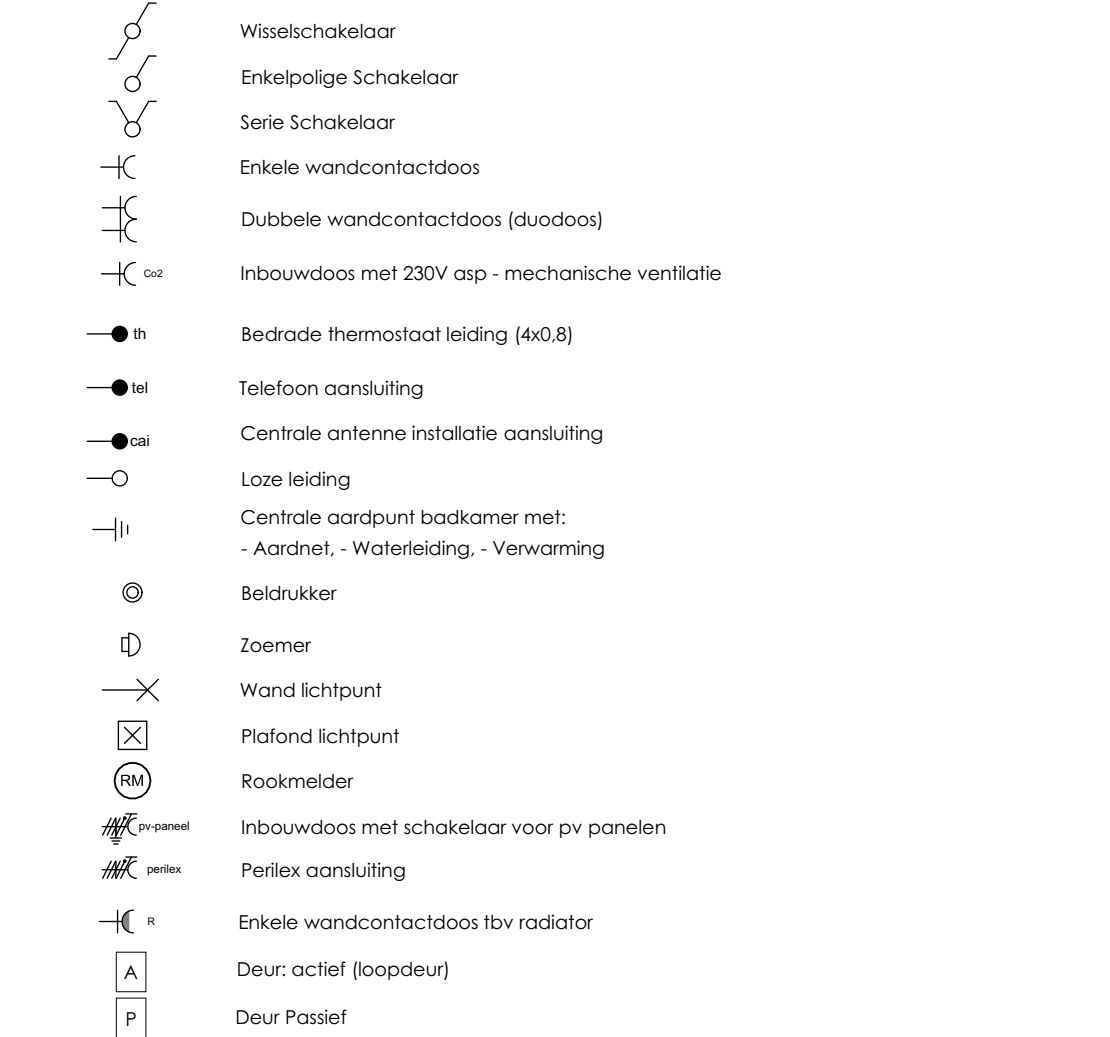 Wisselschakelaar
Enkelpolige Schakelaar
Serie Schakelaar
Enkele wandcontactdoos
Dubbele wandcontactdoos (duodoos)
Co2 Inbouwdoos met 230V asp - mechanische ventilatie
th Bedrade thermostaat leiding (4x0,8)
tel Telefoon aansluiting
cai Centrale antenne installatie aansluiting
Loze leiding
Centrale aardpunt badkamer met:
- Aardnet, - Waterleiding, - Verwarming
Beldrukker
Zoemer
Wand lichtpunt
Plafond lichtpunt
RM Rookmelder
pv-paneel Inbouwdoos met schakelaar voor pv panelen
perilex Perilex aansluiting
R Enkele wandcontactdoos tbv radiator
A Deur: actief (loopdeur)
P Deur Passief